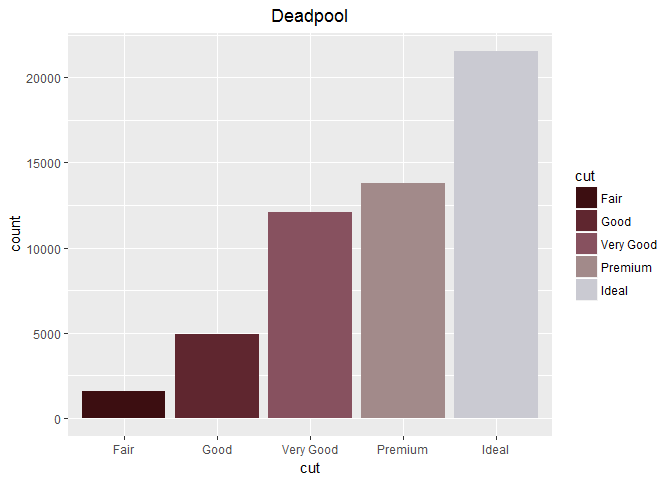 Deadpool
count
20000
15000
10000
5000
0
Fair Good Very Good Premium Ideal
cut
cut
Fair
Good
Very Good
Premium
Ideal